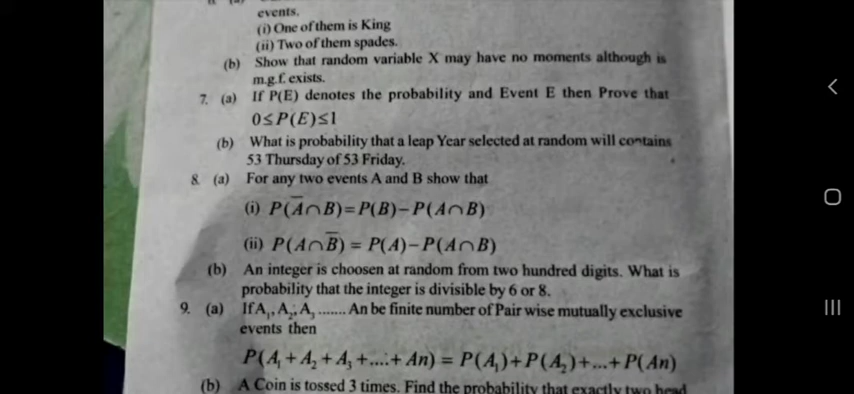 events.
(i) One of them is King
(ii) Two of them spades.
(b) Show that random variable X may have no moments although is
m.g.f. exists.
7. (a) If P(E) denotes the probability and Event E then Prove that
0≤P(E)≤1
(b) What is probability that a leap Year selected at random will contains
53 Thursday of 53 Friday.
8. (a) For any two events A and B show that
(i) P(A̅∩B)=P(B)−P(A∩B)
(ii) P(A∩B̅) = P(A)−P(A∩B)
(b) An integer is choosen at random from two hundred digits. What is
probability that the integer is divisible by 6 or 8.
9. (a) If A₁, A₂, A₃ ....... An be finite number of Pair wise mutually exclusive
events then
P(A₁ + A₂ + A₃ +....+ An) = P(A₁)+P(A₂)+...+P(An)
(b) A Coin is tossed 3 times. Find the probability that exactly two head